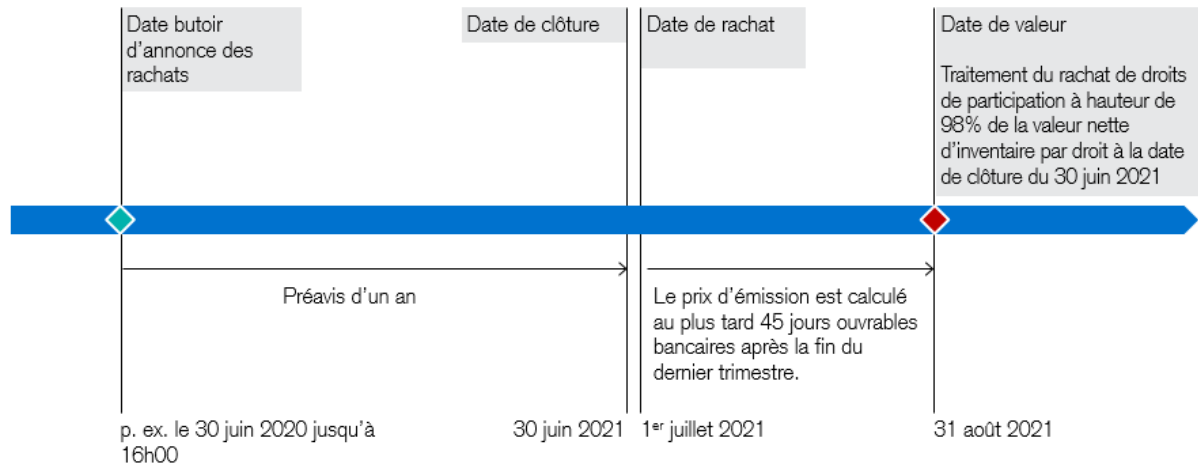 Date butoir
d'annonce des
rachats
Date de clôture
Date de rachat
Date de valeur
Traitement du rachat de droits
de participation à hauteur de
98% de la valeur nette
d'inventaire par droit à la date
de clôture du 30 juin 2021
Préavis d'un an
Le prix d'émission est calculé
au plus tard 45 jours ouvrables
bancaires après la fin du
dernier trimestre.
p. ex. le 30 juin 2020 jusqu'à
16h00
30 juin 2021
1er juillet 2021
31 août 2021